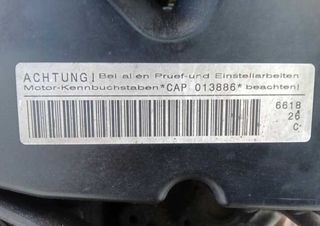 ACHTUNG! Bei allen Pruef-und Einstellarbeiten
Motor-Kennbuchstaben*CAP 013886*beachten!
6618
26
C